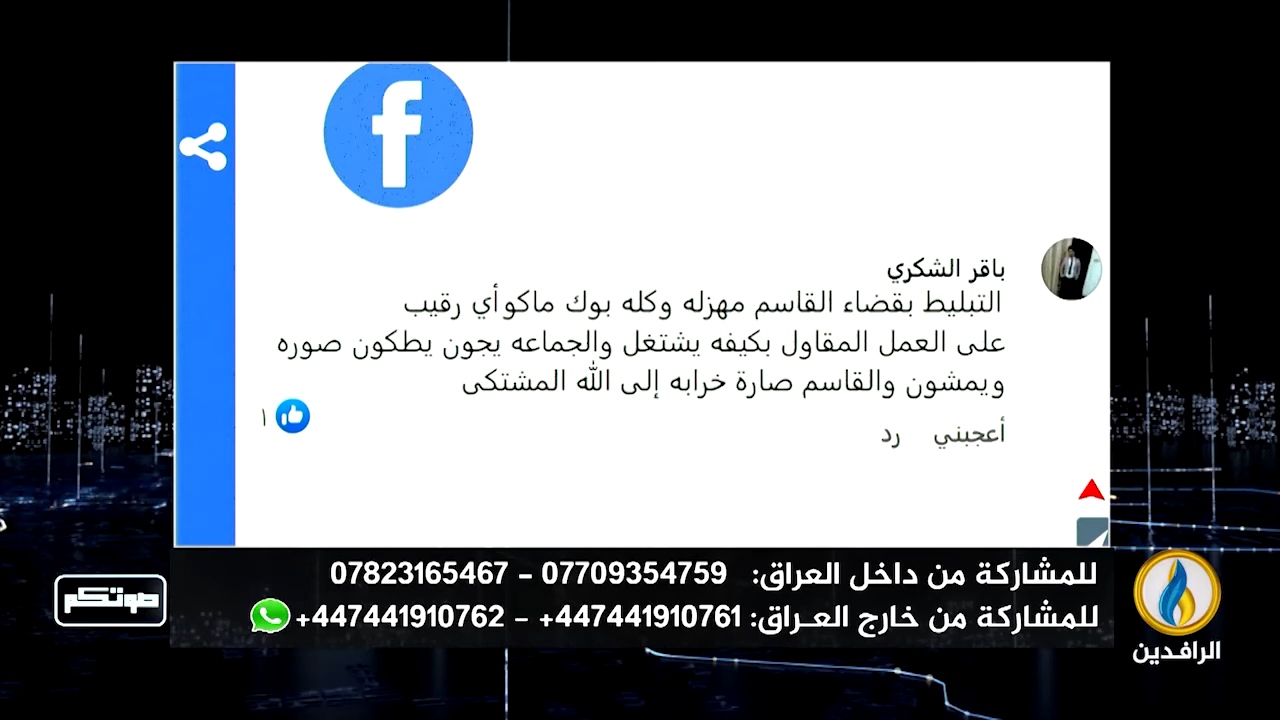 باقر الشكري
التبليط بقضاء القاسم مهزله وكله بوك ماكو أي رقيب
على العمل المقاول بكيفه يشتغل والجماعه يجون يطكون صوره
ويمشون والقاسم صارة خرابه إلى الله المشتكى
١
أعجبني رد
للمشاركة من داخل العراق: 07709354759 - 07823165467
للمشاركة من خارج العـراق: 447441910761+ - 447441910762+
صوتكم
الرافدين